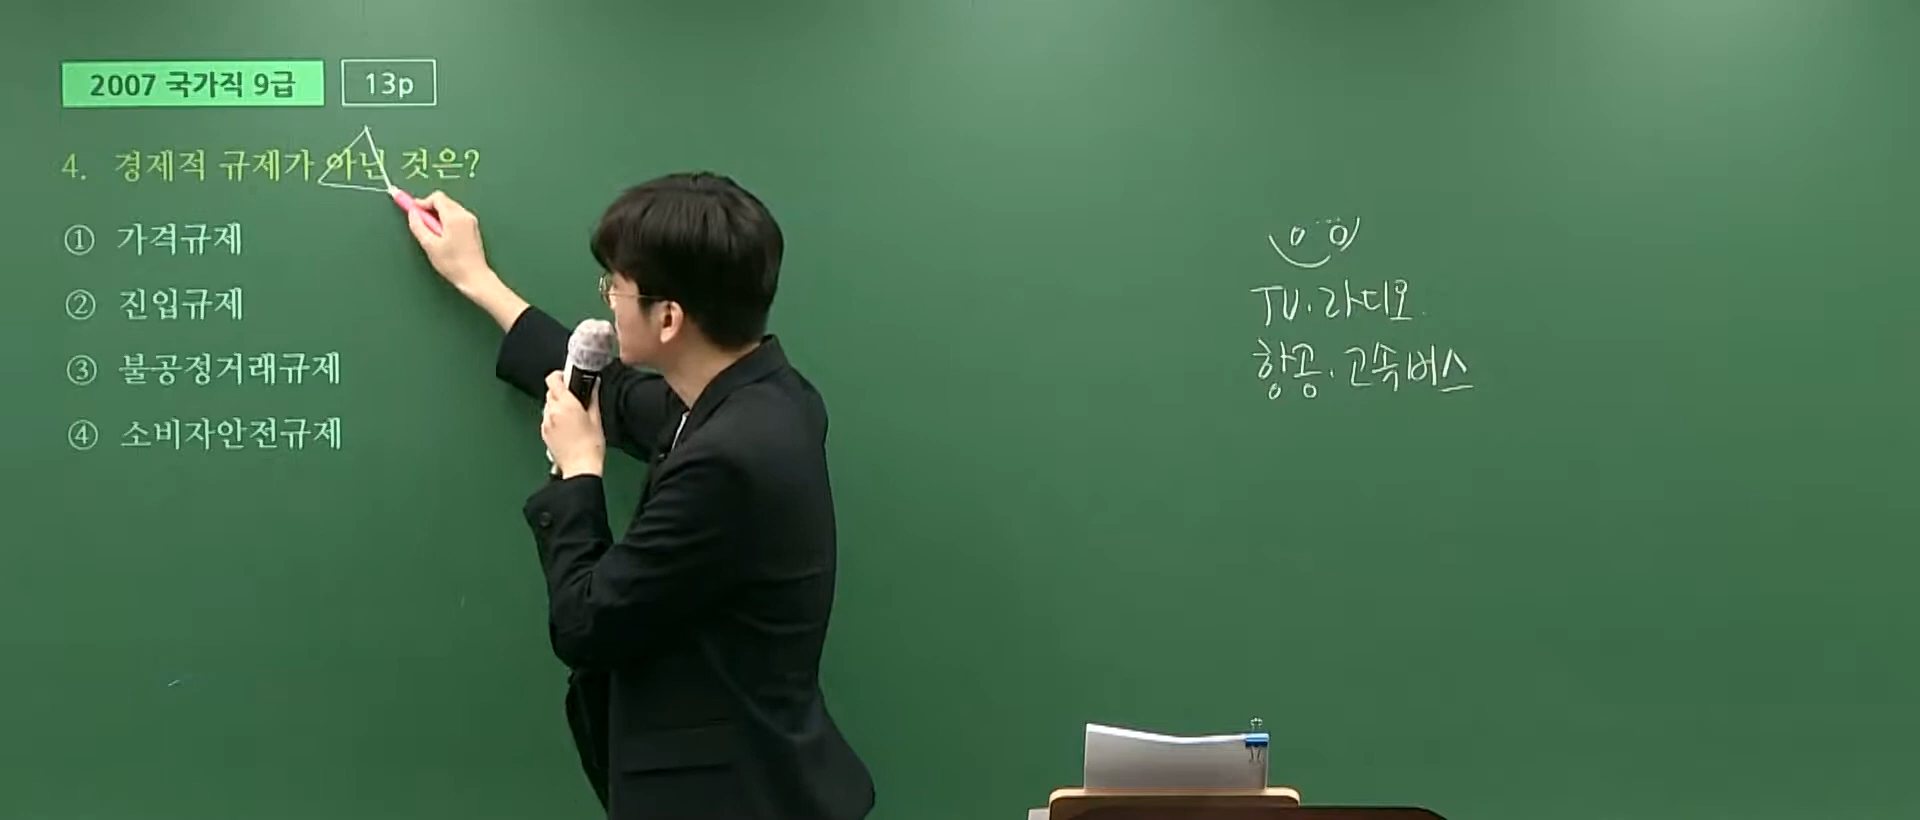 2007 국가직 9급 13p
4. 경제적 규제가 아닌 것은?
① 가격규제
② 진입규제
③ 불공정거래규제
④ 소비자안전규제
TV·라디오
항공·고속버스